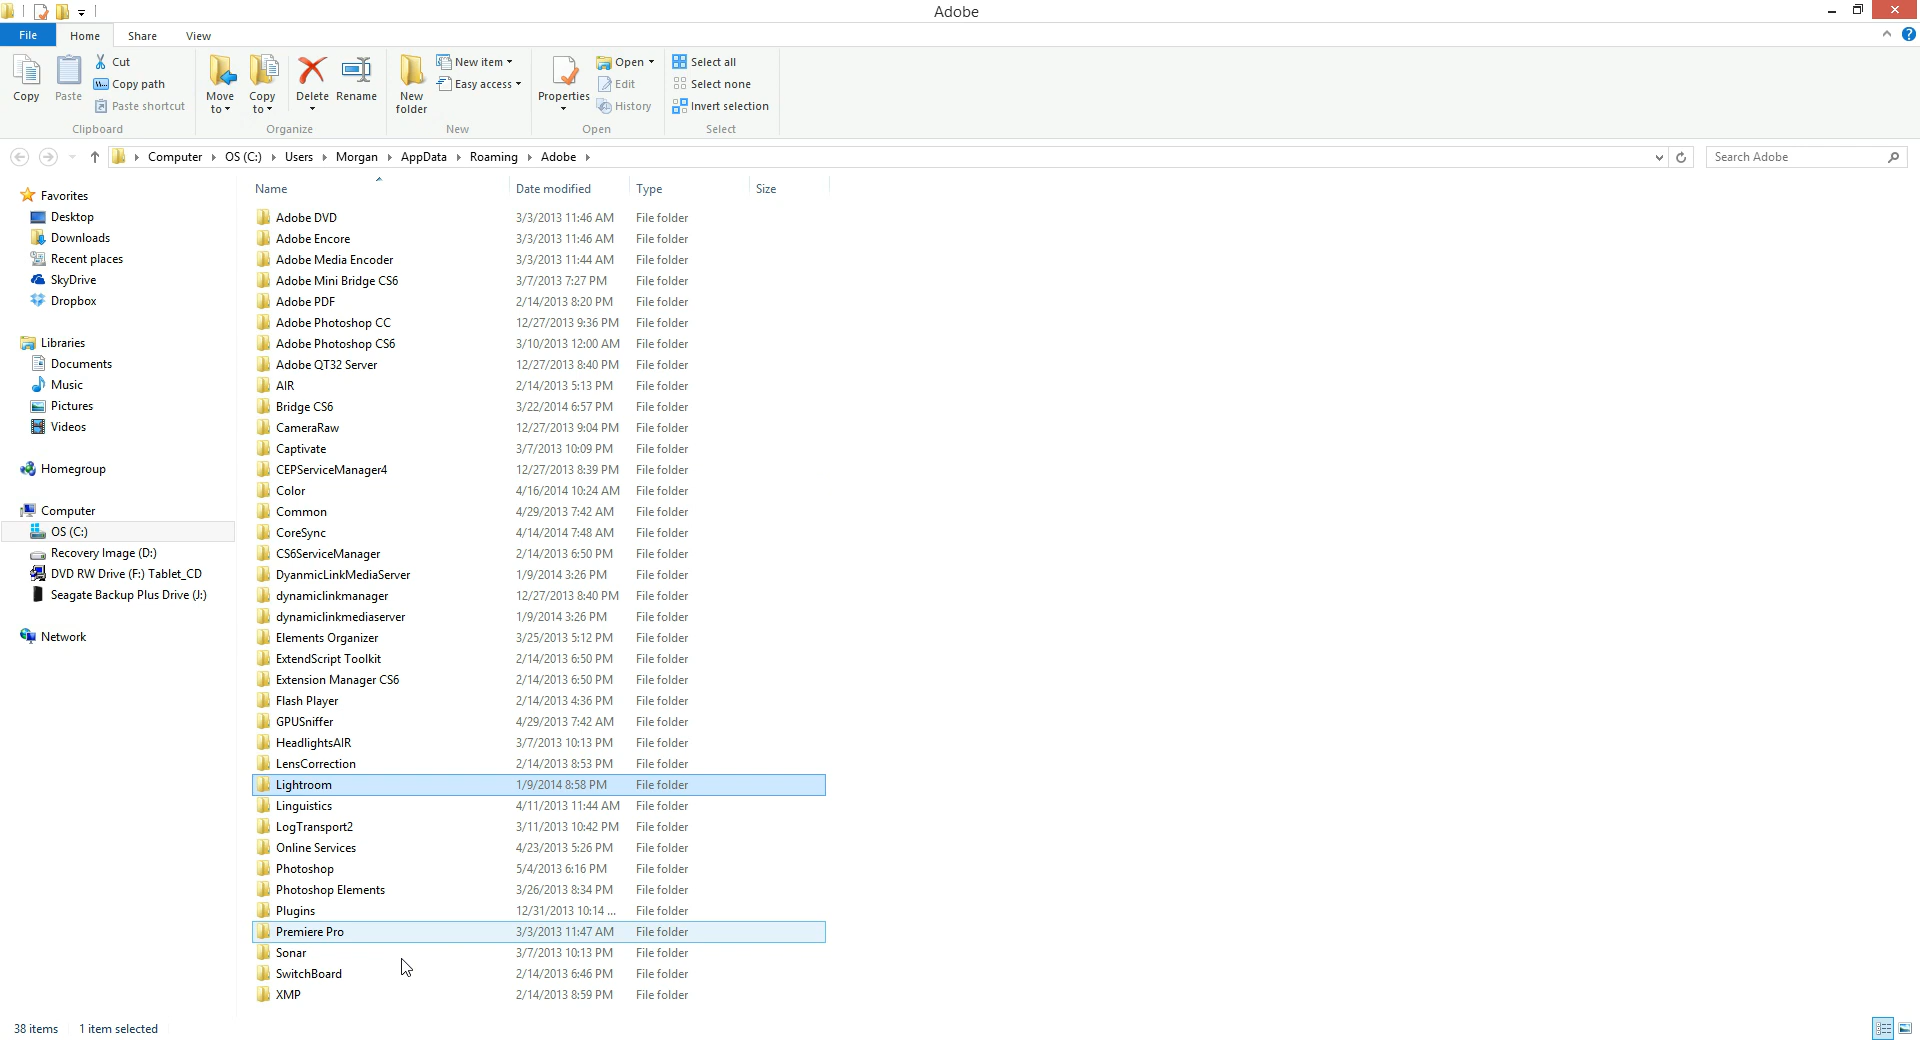 Adobe
File Home Share View
Copy
Paste
Cut
Copy path
Paste shortcut
Clipboard
Move to
Copy to
Delete
Rename
Organize
New folder
New item
Easy access
New
Properties
Open
Edit
History
Open
Select all
Select none
Invert selection
Select
Computer OS (C:) Users Morgan AppData Roaming Adobe
Search Adobe
Favorites
Desktop
Downloads
Recent places
SkyDrive
Dropbox
Libraries
Documents
Music
Pictures
Videos
Homegroup
Computer
OS (C:)
Recovery Image (D:)
DVD RW Drive (F:) Tablet_CD
Seagate Backup Plus Drive (J:)
Network
Name Date modified Type Size
Adobe DVD 3/3/2013 11:46 AM File folder
Adobe Encore 3/3/2013 11:46 AM File folder
Adobe Media Encoder 3/3/2013 11:44 AM File folder
Adobe Mini Bridge CS6 3/7/2013 7:27 PM File folder
Adobe PDF 2/14/2013 8:20 PM File folder
Adobe Photoshop CC 12/27/2013 9:36 PM File folder
Adobe Photoshop CS6 3/10/2013 12:00 AM File folder
Adobe QT32 Server 12/27/2013 8:40 PM File folder
AIR 2/14/2013 5:13 PM File folder
Bridge CS6 3/22/2014 6:57 PM File folder
CameraRaw 12/27/2013 9:04 PM File folder
Captivate 3/7/2013 10:09 PM File folder
CEPServiceManager4 12/27/2013 8:39 PM File folder
Color 4/16/2014 10:24 AM File folder
Common 4/29/2013 7:42 AM File folder
CoreSync 4/14/2014 7:48 AM File folder
CS6ServiceManager 2/14/2013 6:50 PM File folder
DyanmicLinkMediaServer 1/9/2014 3:26 PM File folder
dynamiclinkmanager 12/27/2013 8:40 PM File folder
dynamiclinkmediaserver 1/9/2014 3:26 PM File folder
Elements Organizer 3/25/2013 5:12 PM File folder
ExtendScript Toolkit 2/14/2013 6:50 PM File folder
Extension Manager CS6 2/14/2013 6:50 PM File folder
Flash Player 2/14/2013 4:36 PM File folder
GPUSniffer 4/29/2013 7:42 AM File folder
HeadlightsAIR 3/7/2013 10:13 PM File folder
LensCorrection 2/14/2013 8:53 PM File folder
Lightroom 1/9/2014 8:58 PM File folder
Linguistics 4/11/2013 11:44 AM File folder
LogTransport2 3/11/2013 10:42 PM File folder
Online Services 4/23/2013 5:26 PM File folder
Photoshop 5/4/2013 6:16 PM File folder
Photoshop Elements 3/26/2013 8:34 PM File folder
Plugins 12/31/2013 10:14 ... File folder
Premiere Pro 3/3/2013 11:47 AM File folder
Sonar 3/7/2013 10:13 PM File folder
SwitchBoard 2/14/2013 6:46 PM File folder
XMP 2/14/2013 8:59 PM File folder
38 items 1 item selected